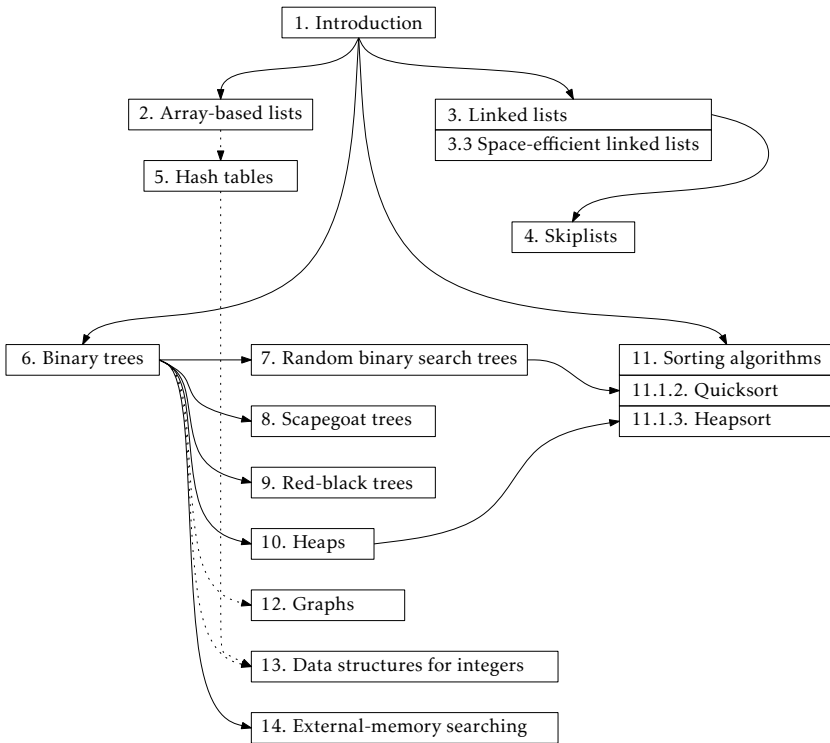 1. Introduction
2. Array-based lists
3. Linked lists
3.3 Space-efficient linked lists
5. Hash tables
4. Skiplists
6. Binary trees
7. Random binary search trees
11. Sorting algorithms
11.1.2. Quicksort
8. Scapegoat trees
11.1.3. Heapsort
9. Red-black trees
10. Heaps
12. Graphs
13. Data structures for integers
14. External-memory searching